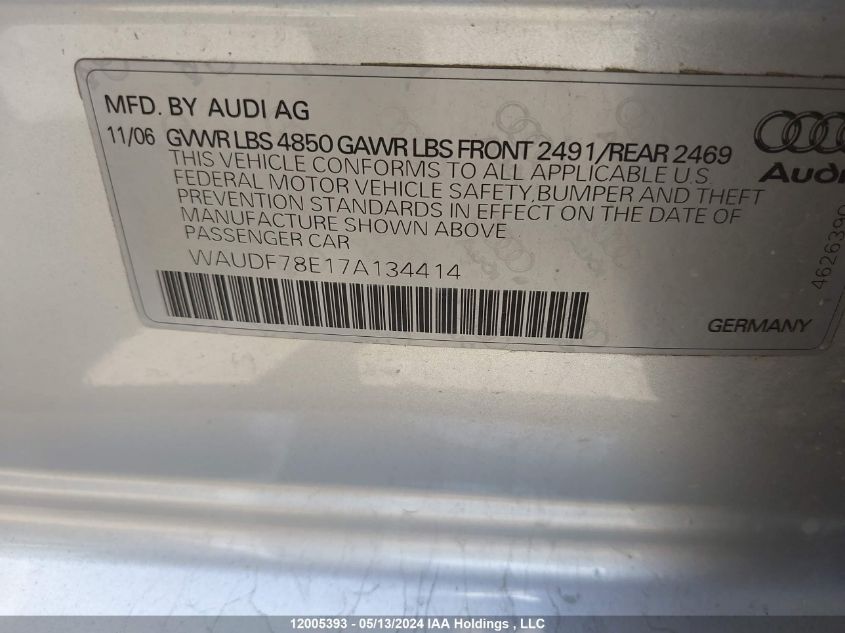 MFD. BY AUDI AG
11/06 GVWR LBS 4850 GAWR LBS FRONT 2491/REAR 2469
THIS VEHICLE CONFORMS TO ALL APPLICABLE U.S
FEDERAL MOTOR VEHICLE SAFETY,BUMPER AND THEFT
PREVENTION STANDARDS IN EFFECT ON THE DATE OF
MANUFACTURE SHOWN ABOVE
PASSENGER CAR
WAUDF78E17A134414
Audi
GERMANY
12005393 - 05/13/2024 IAA Holdings , LLC